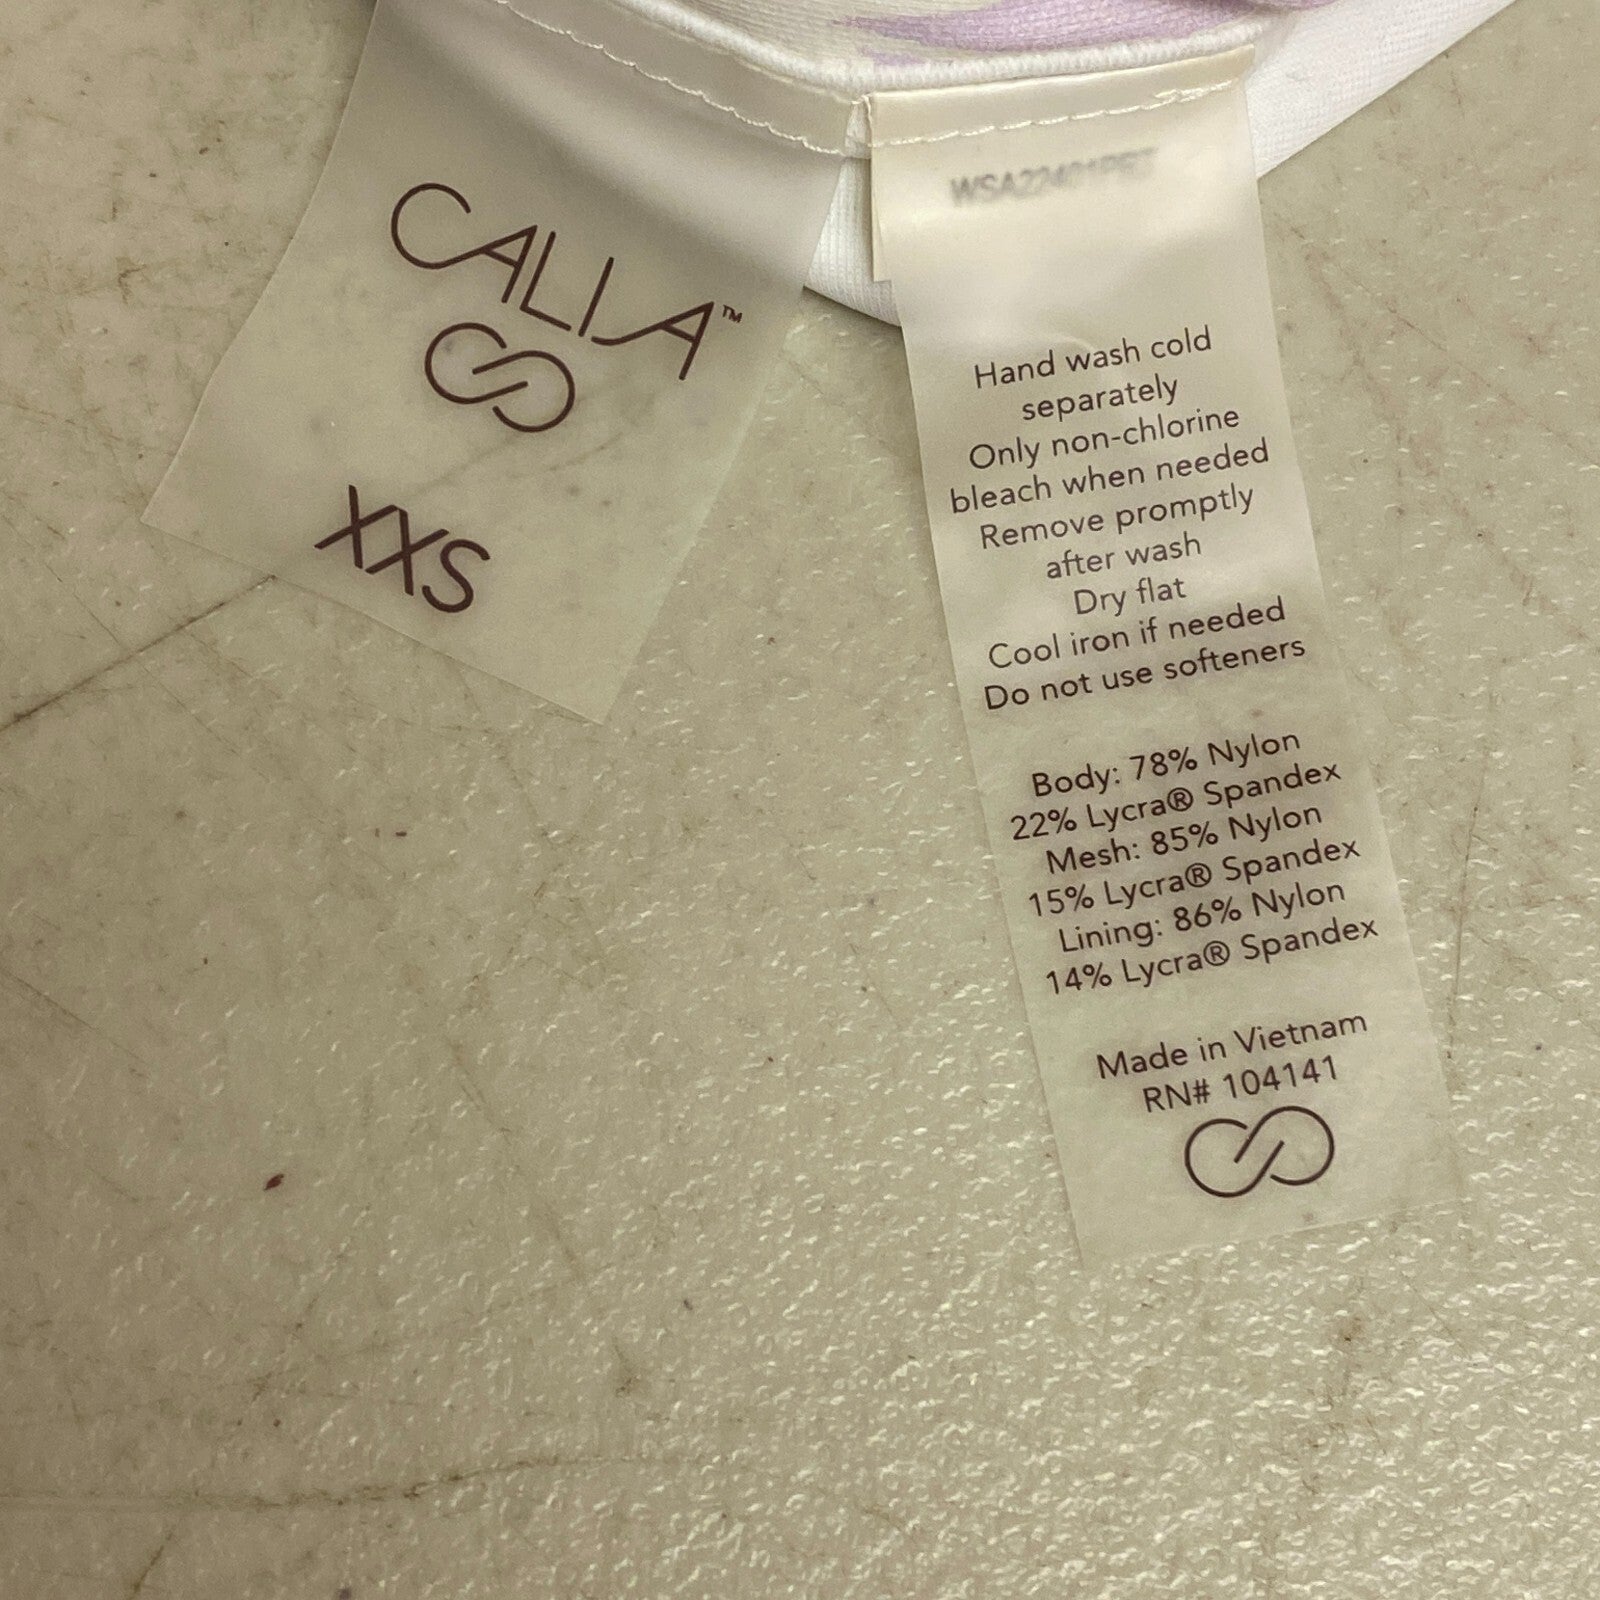 CALIA™
XXS
Hand wash cold
separately
Only non-chlorine
bleach when needed
Remove promptly
after wash
Dry flat
Cool iron if needed
Do not use softeners
Body: 78% Nylon
22% Lycra® Spandex
Mesh: 85% Nylon
15% Lycra® Spandex
Lining: 86% Nylon
14% Lycra® Spandex
Made in Vietnam
RN# 104141